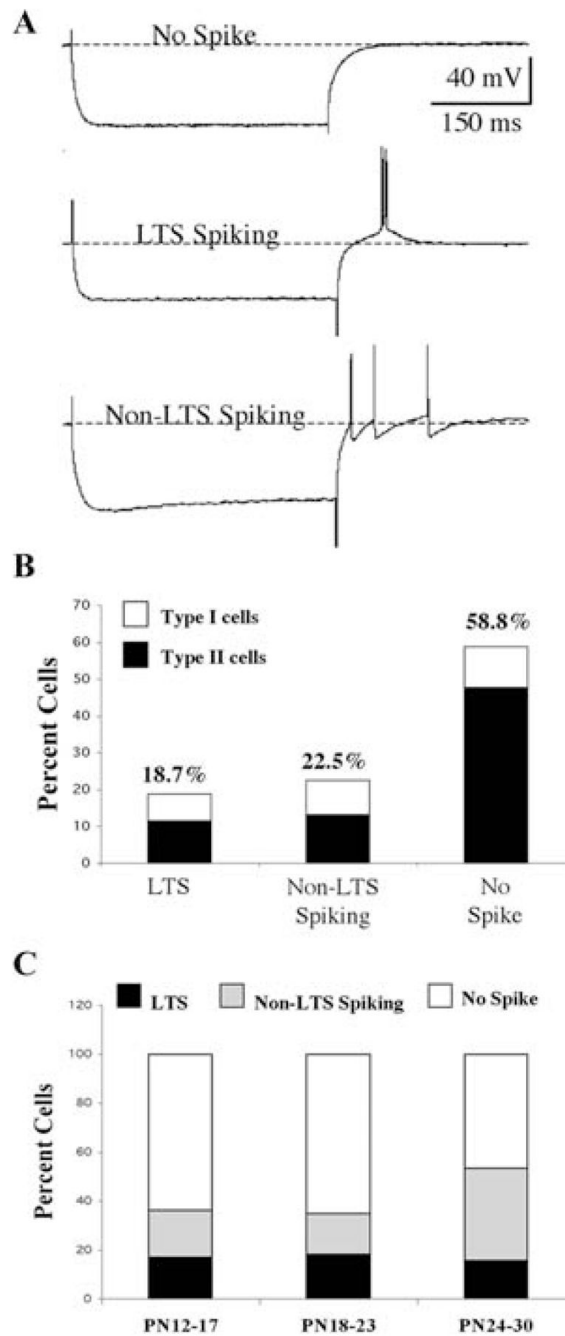 A
No Spike
40 mV
150 ms
LTS Spiking
Non-LTS Spiking
B
70
60
50
40
30
20
10
0
Percent Cells
Type I cells
Type II cells
18.7%
22.5%
58.8%
LTS
Non-LTS
Spiking
No
Spike
C
LTS
Non-LTS Spiking
No Spike
120
100
80
60
40
20
0
Percent Cells
PN12-17
PN18-23
PN24-30